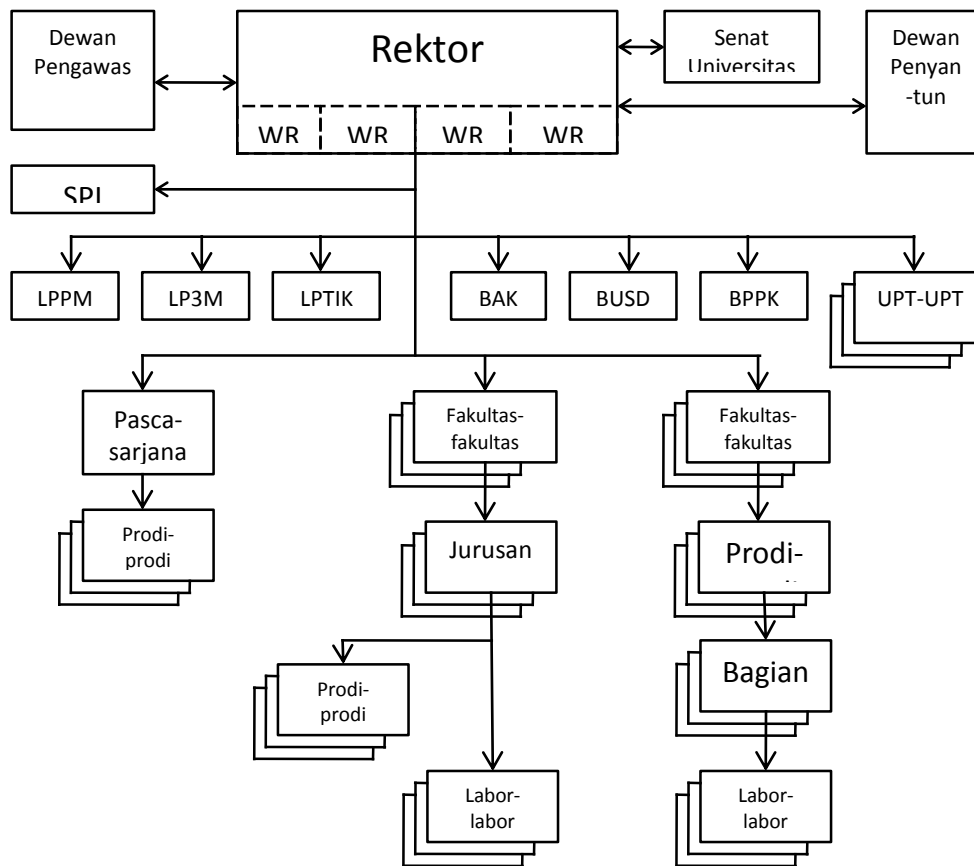 Dewan
Pengawas
Rektor
Senat
Universitas
Dewan
Penyan
-tun
WR
WR
WR
WR
SPI
LPPM
LP3M
LPTIK
BAK
BUSD
BPPK
UPT-UPT
Pasca-
sarjana
Fakultas-
fakultas
Fakultas-
fakultas
Prodi-
prodi
Jurusan
Prodi-
Prodi-
prodi
Bagian
Labor-
labor
Labor-
labor